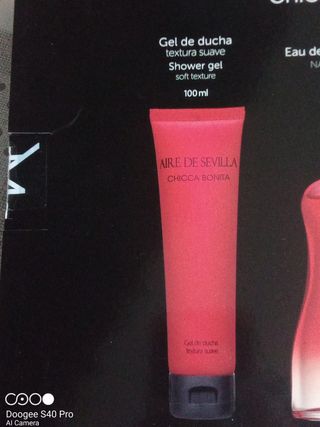 Gel de ducha
textura suave
Shower gel
soft texture
100 ml
Eau de
AIRE DE SEVILLA
CHICCA BONITA
Gel de ducha
textura suave
Doogee S40 Pro
AI Camera